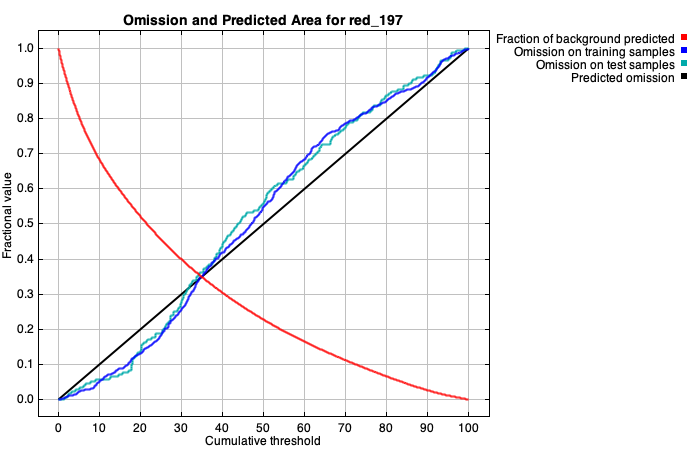 Omission and Predicted Area for red_197
Fraction of background predicted
Omission on training samples
Omission on test samples
Predicted omission
Fractional value
1.0
0.9
0.8
0.7
0.6
0.5
0.4
0.3
0.2
0.1
0.0
0 10 20 30 40 50 60 70 80 90 100
Cumulative threshold